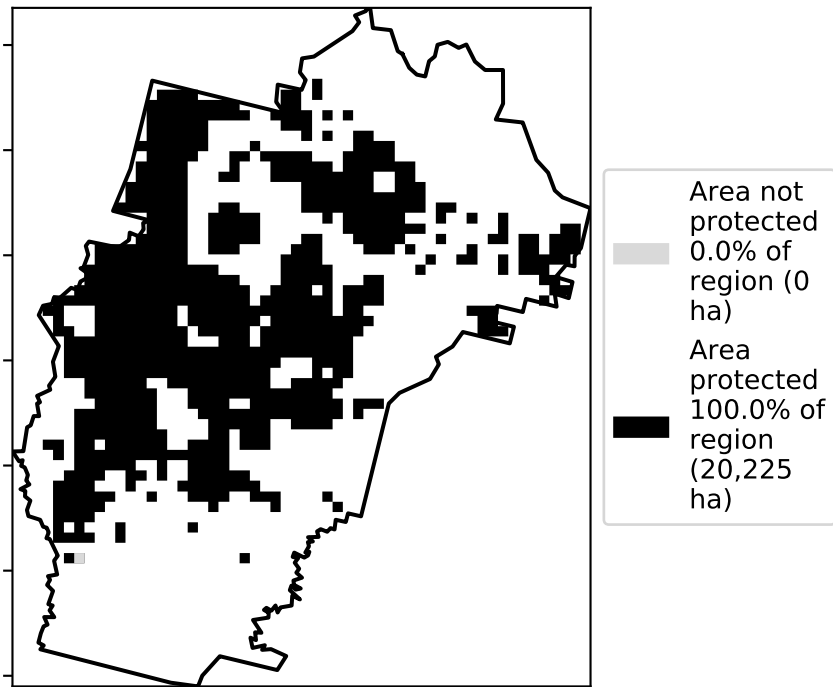 Area not
protected
0.0% of
region (0
ha)
Area
protected
100.0% of
region
(20,225
ha)